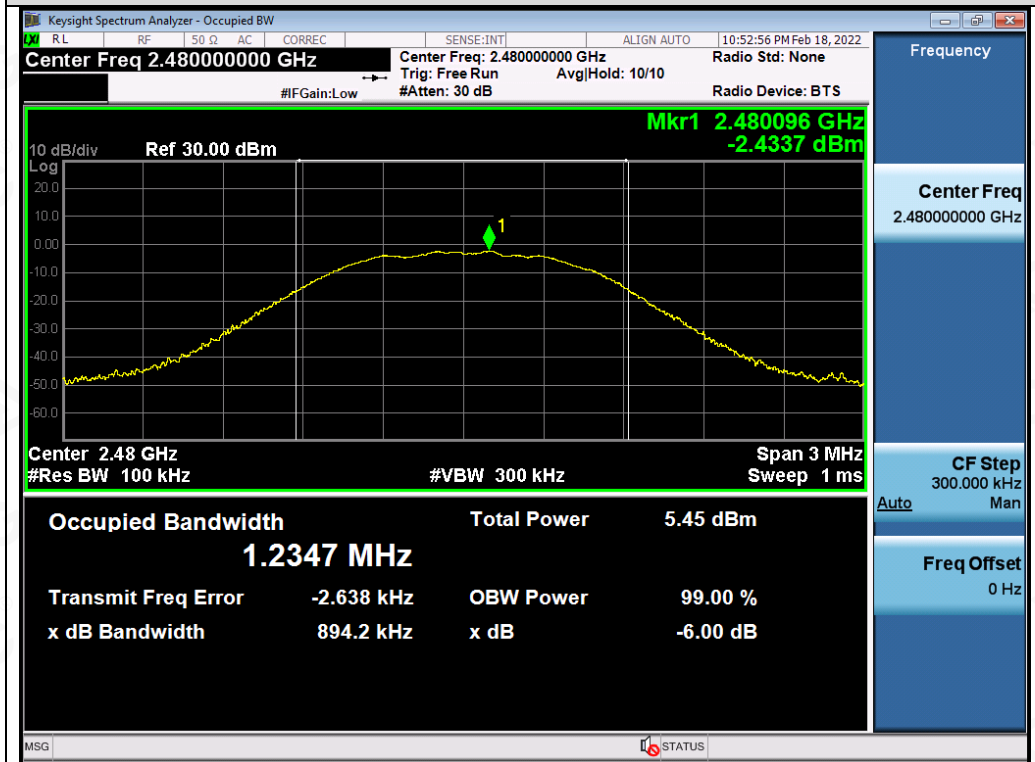 Keysight Spectrum Analyzer - Occupied BW
LXI RL RF 50 Ω AC CORREC SENSE:INT ALIGN AUTO 10:52:56 PM Feb 18, 2022
Center Freq 2.480000000 GHz
#IFGain:Low
Center Freq: 2.480000000 GHz
Trig: Free Run Avg|Hold: 10/10
#Atten: 30 dB
Radio Std: None
Radio Device: BTS
Mkr1 2.480096 GHz
-2.4337 dBm
10 dB/div Ref 30.00 dBm
Log
20.0
10.0
0.00
-10.0
-20.0
-30.0
-40.0
-50.0
-60.0
1
Center 2.48 GHz Span 3 MHz
#Res BW 100 kHz #VBW 300 kHz Sweep 1 ms
Occupied Bandwidth Total Power 5.45 dBm
1.2347 MHz
Transmit Freq Error -2.638 kHz OBW Power 99.00 %
x dB Bandwidth 894.2 kHz x dB -6.00 dB
Frequency
Center Freq
2.480000000 GHz
CF Step
300.000 kHz
Auto Man
Freq Offset
0 Hz
MSG STATUS